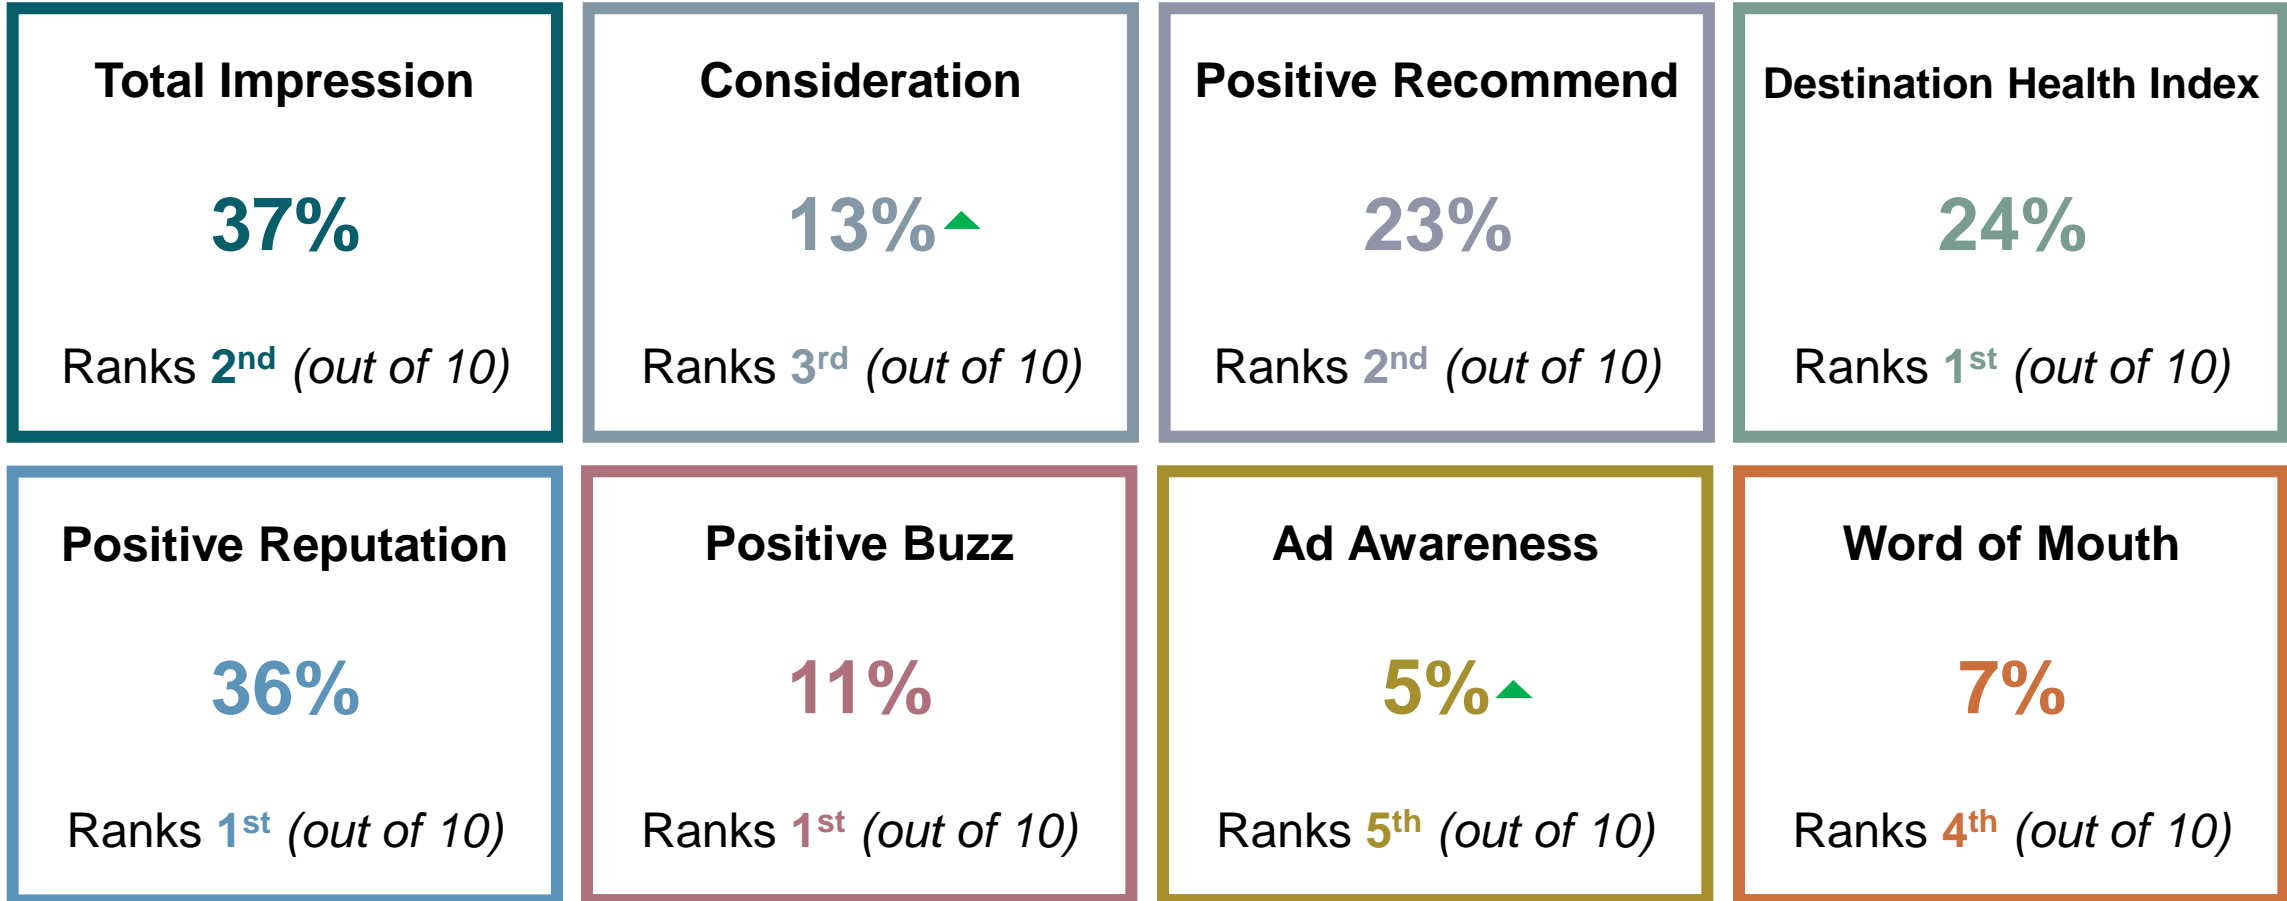 Total Impression
37%
Ranks 2nd (out of 10)
Consideration
13%
Ranks 3rd (out of 10)
Positive Recommend
23%
Ranks 2nd (out of 10)
Destination Health Index
24%
Ranks 1st (out of 10)
Positive Reputation
36%
Ranks 1st (out of 10)
Positive Buzz
11%
Ranks 1st (out of 10)
Ad Awareness
5%
Ranks 5th (out of 10)
Word of Mouth
7%
Ranks 4th (out of 10)